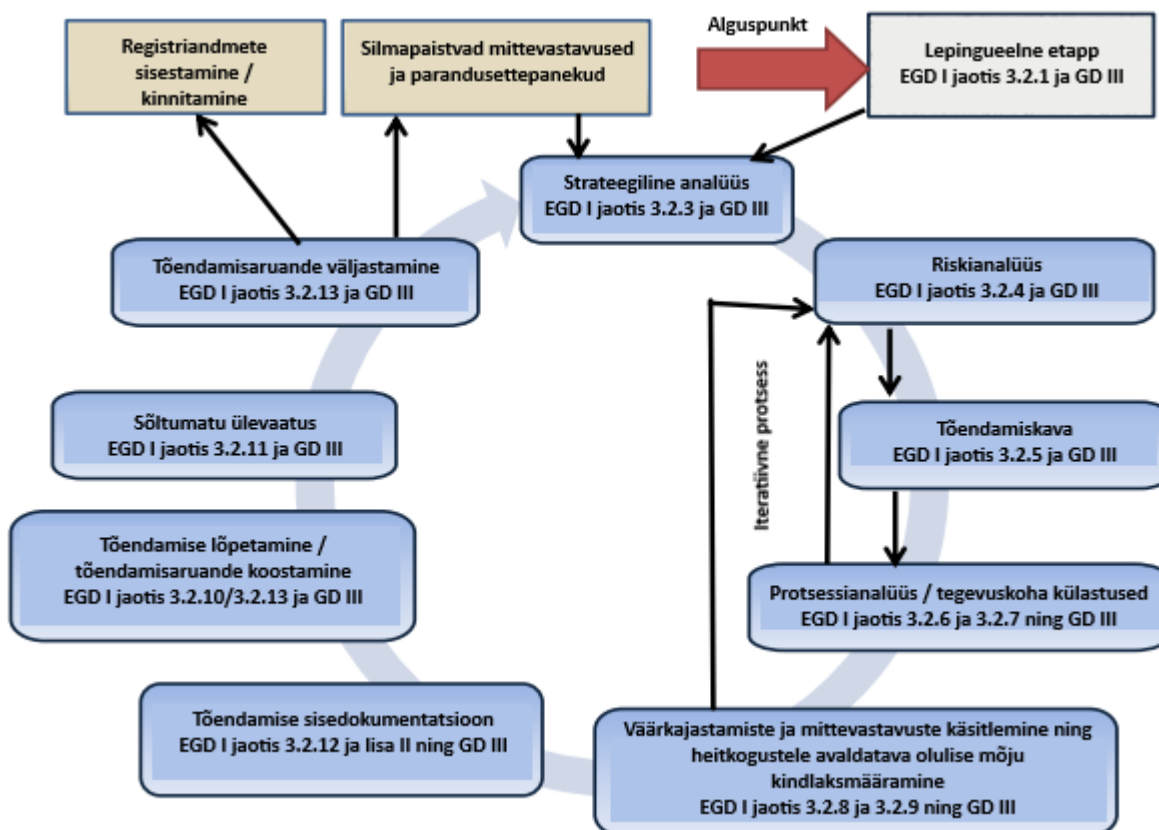 Registriandmete
sisestamine /
kinnitamine
Silmapaistvad mittevastavused
ja parandusettepanekud
Alguspunkt
Lepingueelne etapp
EGD I jaotis 3.2.1 ja GD III
Strateegiline analüüs
EGD I jaotis 3.2.3 ja GD III
Riskianalüüs
EGD I jaotis 3.2.4 ja GD III
Tõendamiskava
EGD I jaotis 3.2.5 ja GD III
Iteratiivne protsess
Protsessianalüüs / tegevuskoha külastused
EGD I jaotis 3.2.6 ja 3.2.7 ning GD III
Väärkajastamiste ja mittevastavuste käsitlemine ning
heitkogustele avaldatava olulise mõju
kindlaksmääramine
EGD I jaotis 3.2.8 ja 3.2.9 ning GD III
Tõendamise sisedokumentatsioon
EGD I jaotis 3.2.12 ja lisa II ning GD III
Tõendamise lõpetamine /
tõendamisaruande koostamine
EGD I jaotis 3.2.10/3.2.13 ja GD III
Sõltumatu ülevaatus
EGD I jaotis 3.2.11 ja GD III
Tõendamisaruande väljastamine
EGD I jaotis 3.2.13 ja GD III